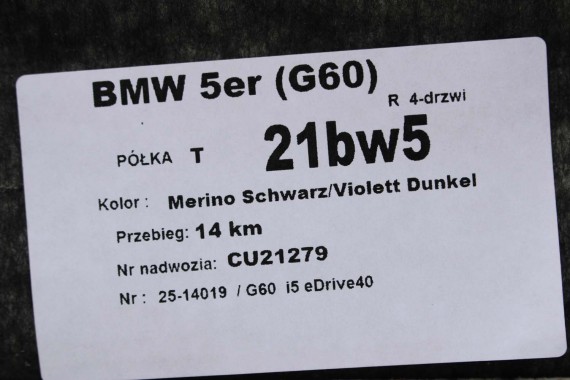 BMW 5er (G60) R 4-drzwi
PÓŁKA T 21bw5
Kolor : Merino Schwarz/Violett Dunkel
Przebieg: 14 km
Nr nadwozia: CU21279
Nr : 25-14019 / G60 i5 eDrive40